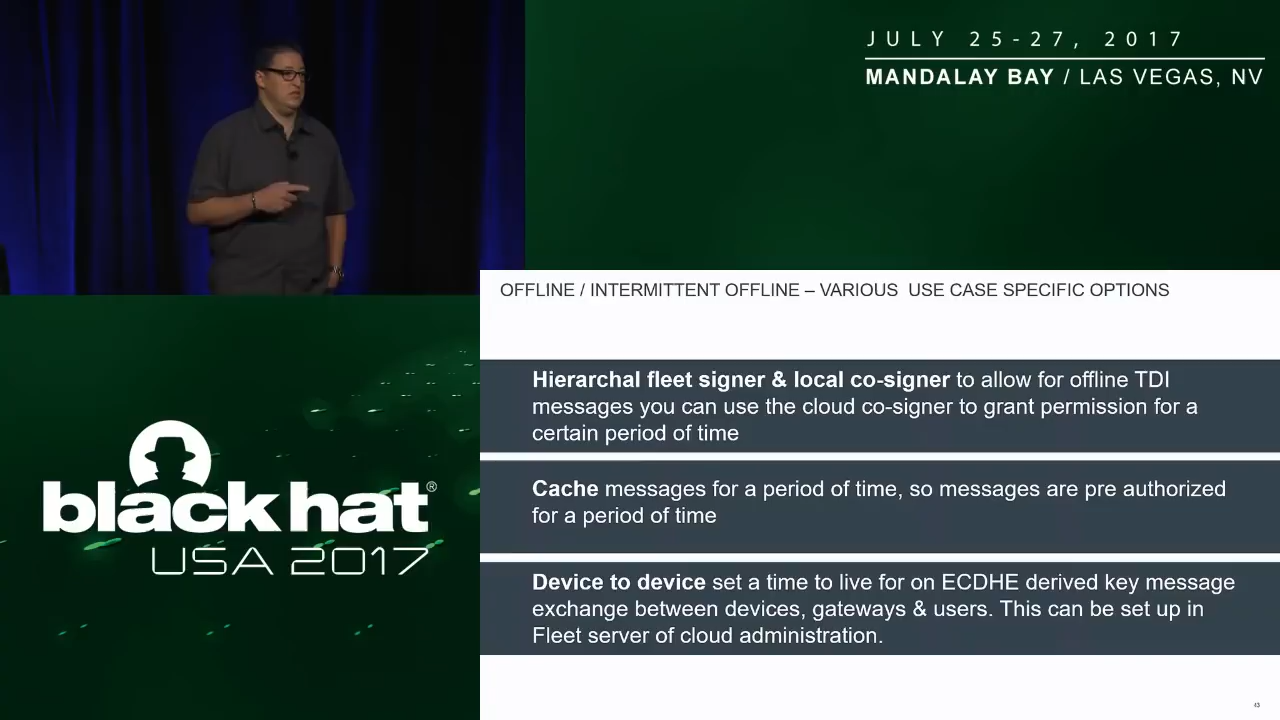 JULY 25-27, 2017
MANDALAY BAY / LAS VEGAS, NV
OFFLINE / INTERMITTENT OFFLINE – VARIOUS USE CASE SPECIFIC OPTIONS
Hierarchal fleet signer & local co-signer to allow for offline TDI
messages you can use the cloud co-signer to grant permission for a
certain period of time
Cache messages for a period of time, so messages are pre authorized
for a period of time
Device to device set a time to live for on ECDHE derived key message
exchange between devices, gateways & users. This can be set up in
Fleet server of cloud administration.
black hat®
USA 2017
43